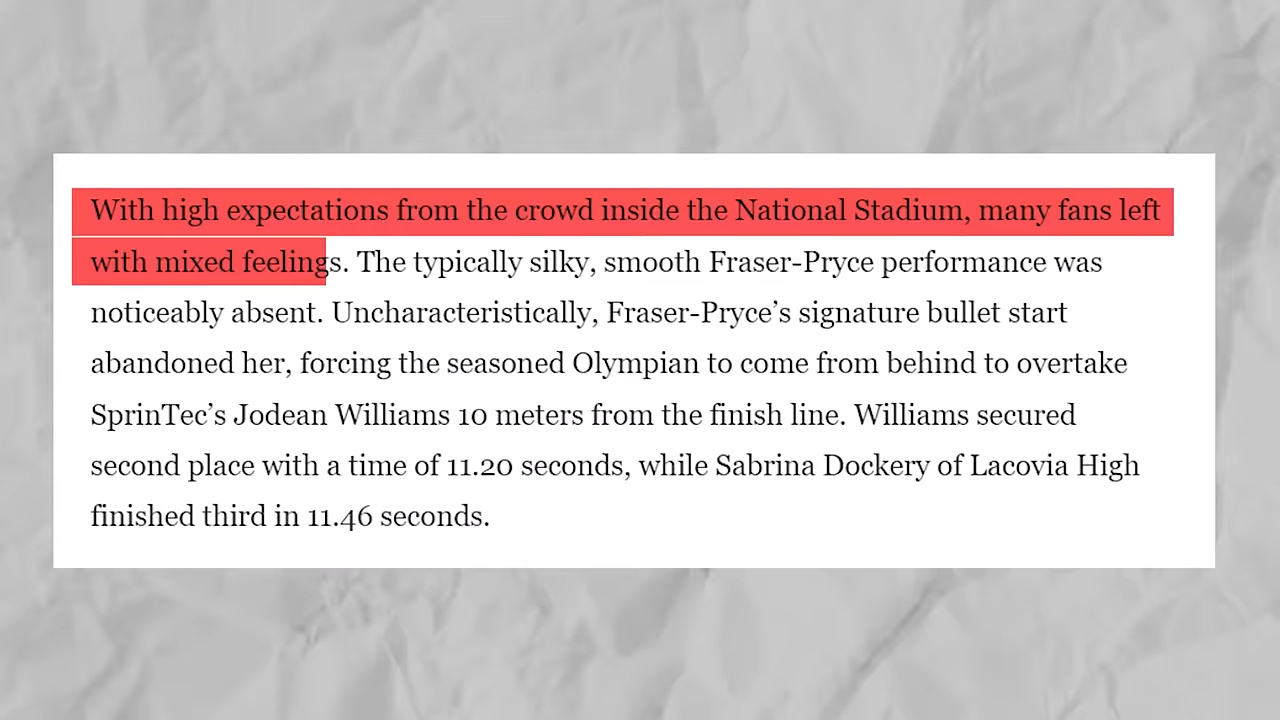 With high expectations from the crowd inside the National Stadium, many fans left
with mixed feelings. The typically silky, smooth Fraser-Pryce performance was
noticeably absent. Uncharacteristically, Fraser-Pryce’s signature bullet start
abandoned her, forcing the seasoned Olympian to come from behind to overtake
SprinTec’s Jodean Williams 10 meters from the finish line. Williams secured
second place with a time of 11.20 seconds, while Sabrina Dockery of Lacovia High
finished third in 11.46 seconds.